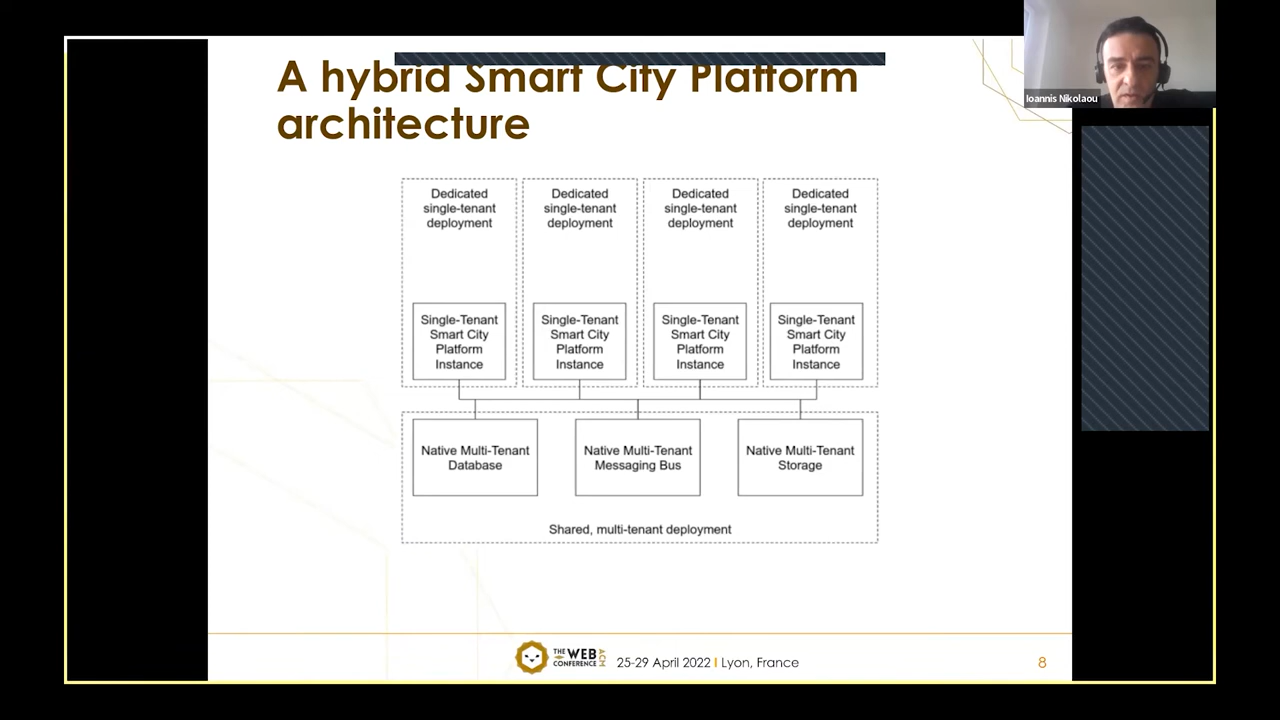 A hybrid Smart City Platform
architecture
Ioannis Nikolaou
Dedicated
single-tenant
deployment
Dedicated
single-tenant
deployment
Dedicated
single-tenant
deployment
Dedicated
single-tenant
deployment
Single-Tenant
Smart City
Platform
Instance
Single-Tenant
Smart City
Platform
Instance
Single-Tenant
Smart City
Platform
Instance
Single-Tenant
Smart City
Platform
Instance
Native Multi-Tenant
Database
Native Multi-Tenant
Messaging Bus
Native Multi-Tenant
Storage
Shared, multi-tenant deployment
THE WEB
CONFERENCE
ACM
25-29 April 2022 I Lyon, France
8